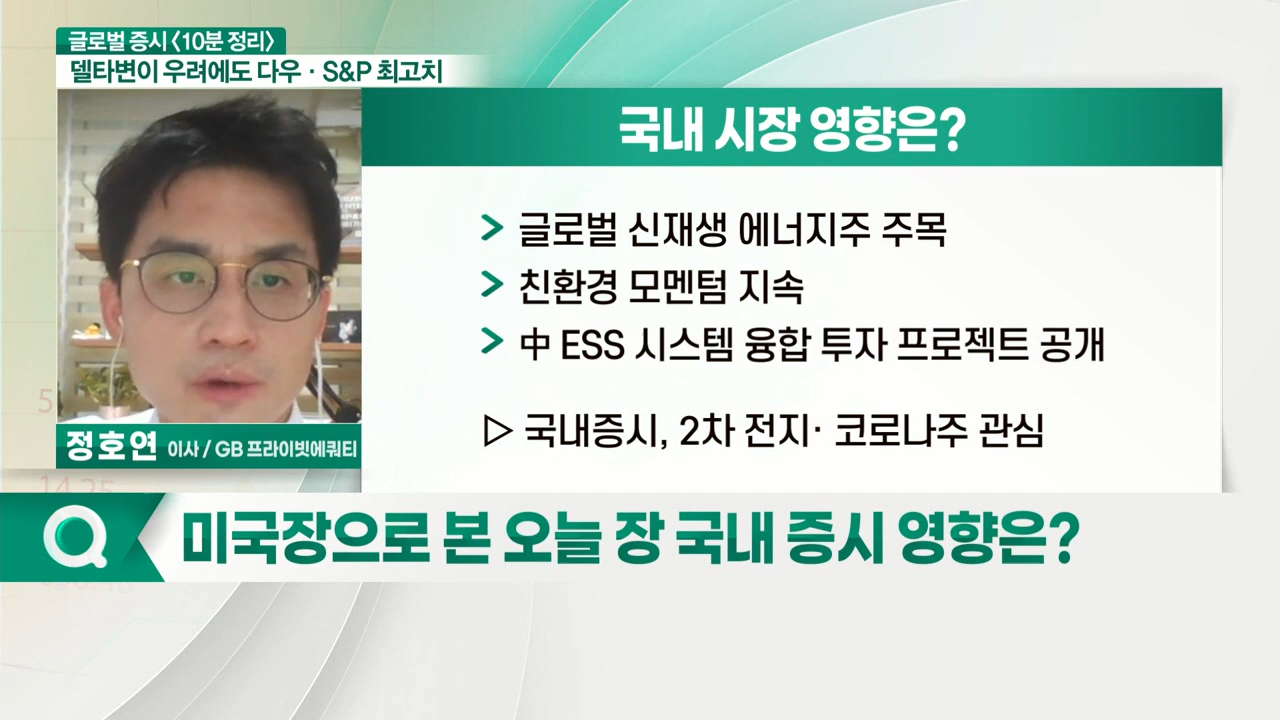 글로벌 증시 <10분 정리>
델타변이 우려에도 다우 · S&P 최고치
국내 시장 영향은?
> 글로벌 신재생 에너지주 주목
> 친환경 모멘텀 지속
> 中 ESS 시스템 융합 투자 프로젝트 공개
▷ 국내증시, 2차 전지· 코로나주 관심
정호연 이사 / GB 프라이빗에쿼티
Q 미국장으로 본 오늘 장 국내 증시 영향은?